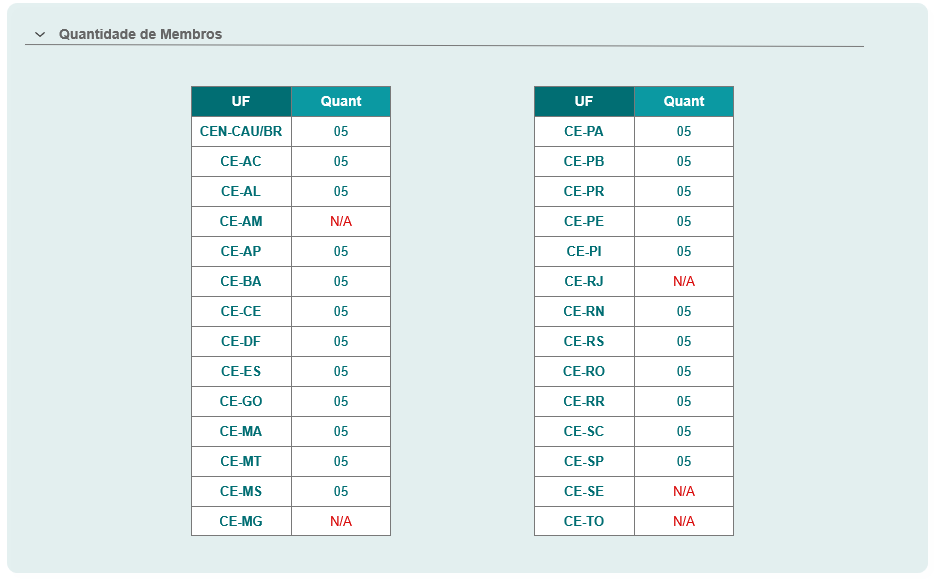 Quantidade de Membros
UF Quant
CEN-CAU/BR 05
CE-AC 05
CE-AL 05
CE-AM N/A
CE-AP 05
CE-BA 05
CE-CE 05
CE-DF 05
CE-ES 05
CE-GO 05
CE-MA 05
CE-MT 05
CE-MS 05
CE-MG N/A
UF Quant
CE-PA 05
CE-PB 05
CE-PR 05
CE-PE 05
CE-PI 05
CE-RJ N/A
CE-RN 05
CE-RS 05
CE-RO 05
CE-RR 05
CE-SC 05
CE-SP 05
CE-SE N/A
CE-TO N/A